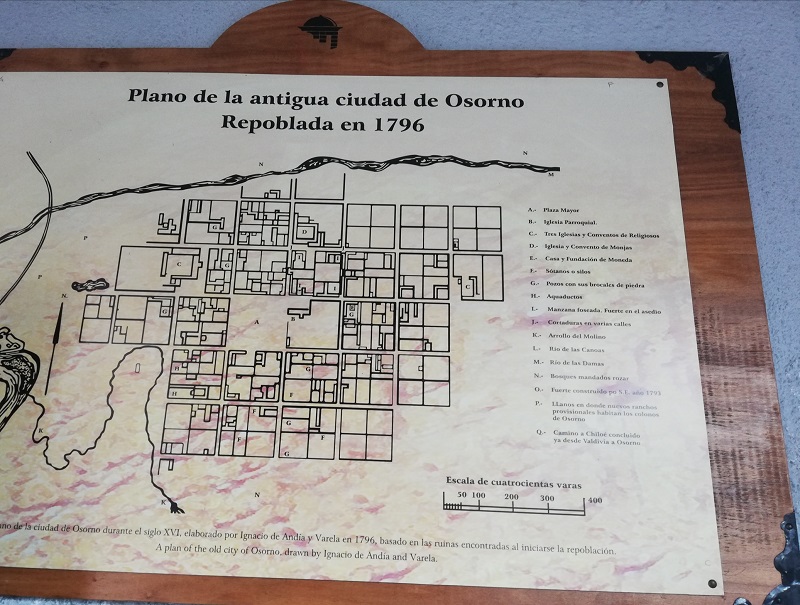 Plano de la antigua ciudad de Osorno
Repoblada en 1796
N
N
M
P
P
N.
G
D
C
G
C
G
A
B
G
H
G
H
F
F
G
F
G
K
K
N
A.- Plaza Mayor
B.- Iglesia Parroquial.
C.- Tres Iglesias y Conventos de Religiosos
D.- Iglesia y Convento de Monjas
E.- Casa y Fundación de Moneda
F.- Sótanos o silos
G.- Pozos con sus brocales de piedra
H.- Aquaductos
I.- Manzana foseada. Fuerte en el asedio
J.- Cortaduras en varias calles
K.- Arrollo del Molino
L.- Río de las Canoas
M.- Río de las Damas
N.- Bosques mandados rozar
O.- Fuerte construido po S.E. año 1793
P.- LLanos en donde nuevos ranchos
provisionales habitan los colonos
de Osorno
Q.- Camino a Chiloé concluido
ya desde Valdivia a Osorno
Escala de cuatrocientas varas
50 100 200 300 400
de la ciudad de Osorno durante el siglo XVI, elaborado por Ignacio de Andía y Varela en 1796, basado en las ruinas encontradas al iniciarse la repoblación.
A plan of the old city of Osorno, drawn by Ignacio de Andía and Varela.